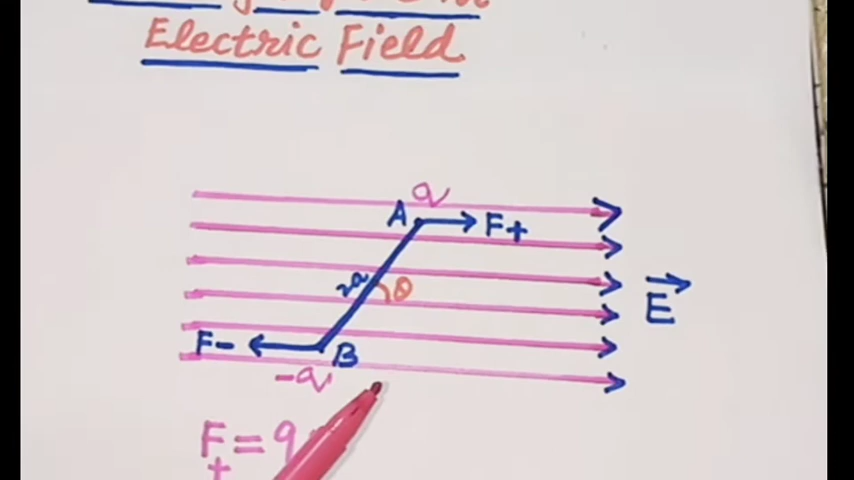 Electric Field
q
A F+
2a θ
E
F- B
-q
F+ = q